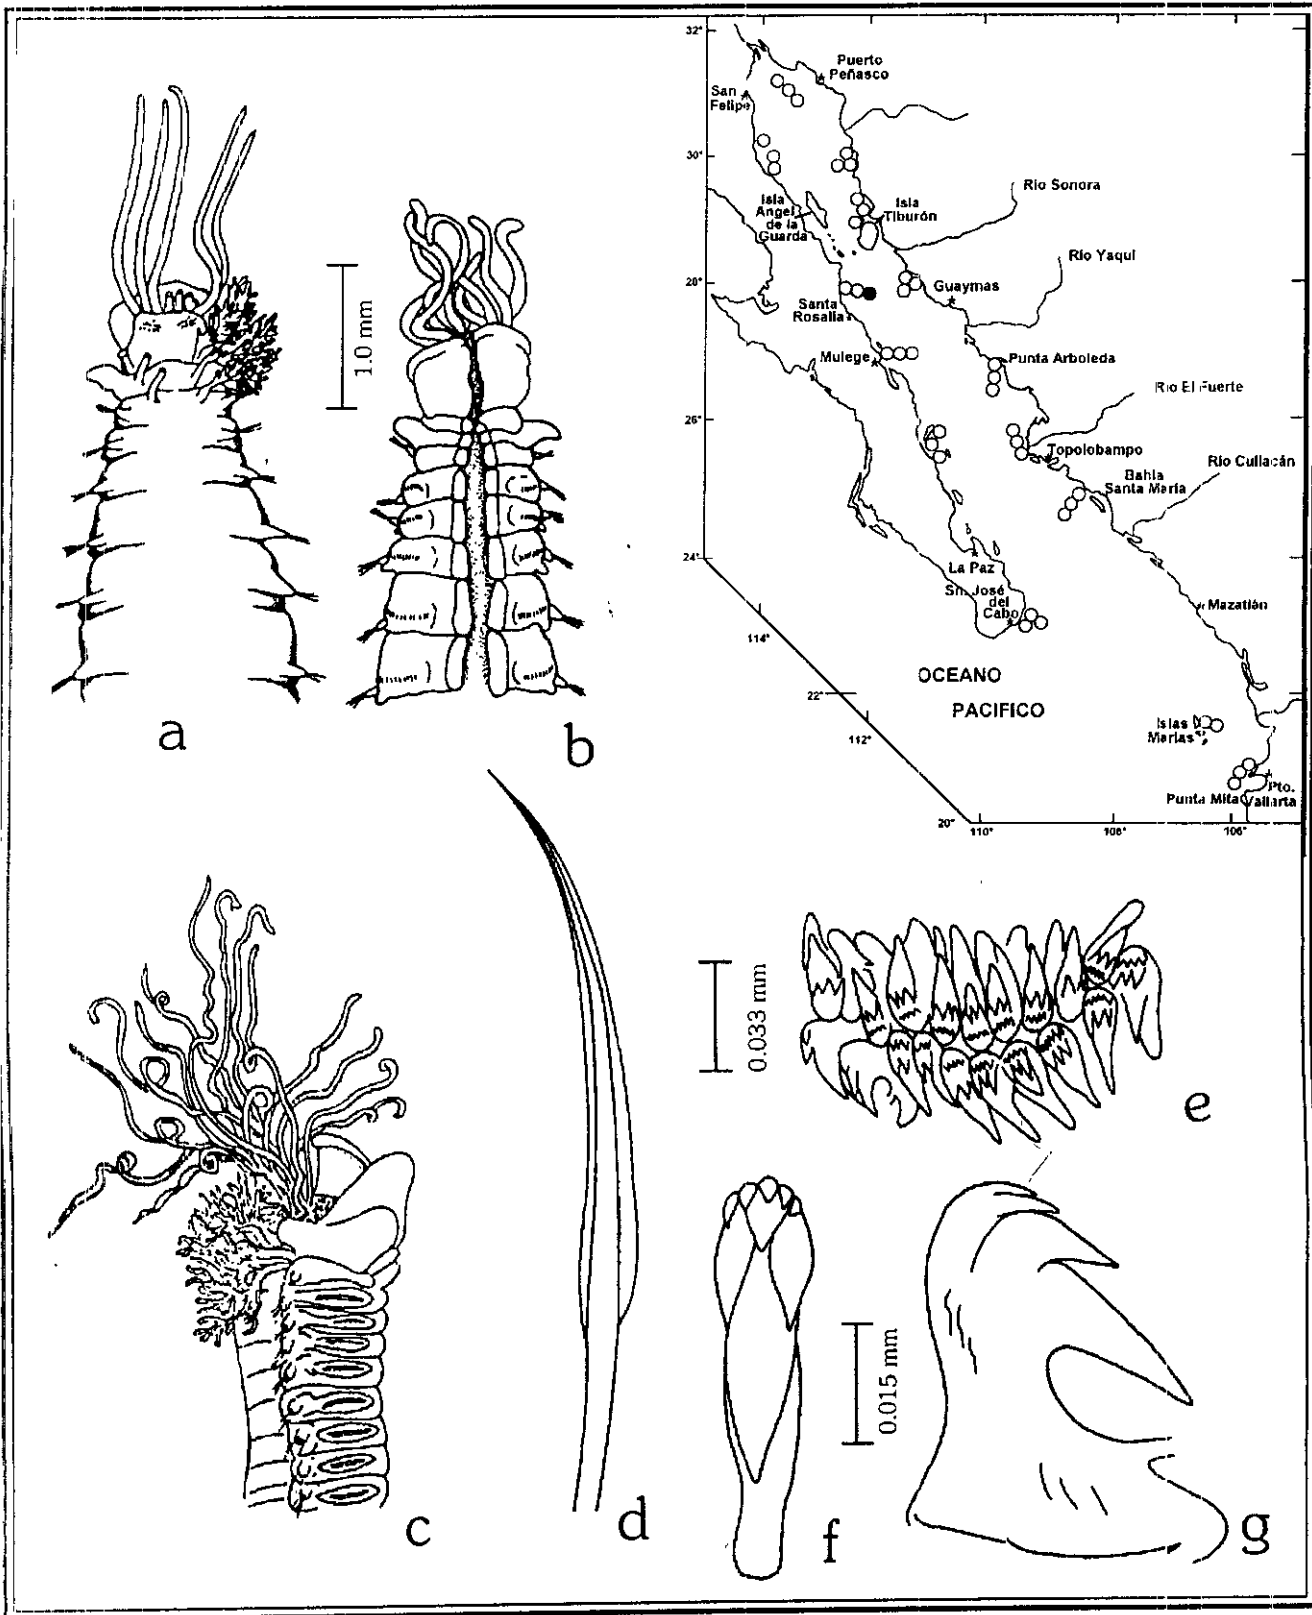 32°
Puerto
Peñasco
San
Felipe
30°
Isla
Angel
de la
Guarda
Isla
Tiburón
Rio Sonora
Rio Yaqui
28°
Guaymas
Santa
Rosalia
Mulege
Punta Arboleda
Rio El Fuerte
26°
Topolobampo
Rio Culiacán
Bahia
Santa María
24°
La Paz
Sn. José
del
Cabo
Mazatlán
114°
OCEANO
PACIFICO
22°
112°
Islas
Marias
Punta Mita
Pto.
Vallarta
20°
110°
108°
106°
1.0 mm
a
b
c
d
0.033 mm
e
0.015 mm
f
g